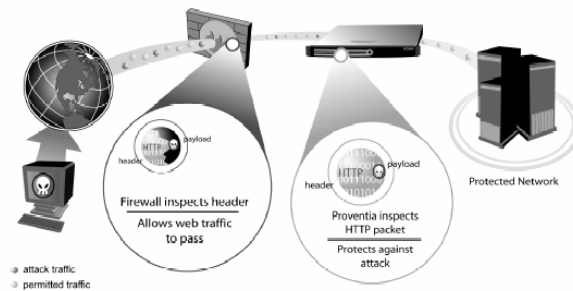 HTTP
payload
header
Firewall inspects header
Allows web traffic
to pass
HTTP
payload
header
Proventia inspects
HTTP packet
Protects against
attack
Protected Network
attack traffic
permitted traffic